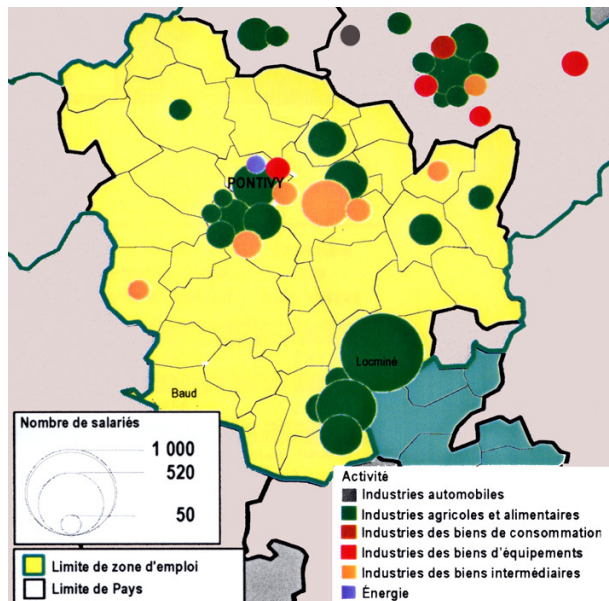 PONTIVY
Locminé
Baud
Nombre de salariés
1 000
520
50
Limite de zone d'emploi
Limite de Pays
Activité
Industries automobiles
Industries agricoles et alimentaires
Industries des biens de consommation
Industries des biens d'équipements
Industries des biens intermédiaires
Énergie